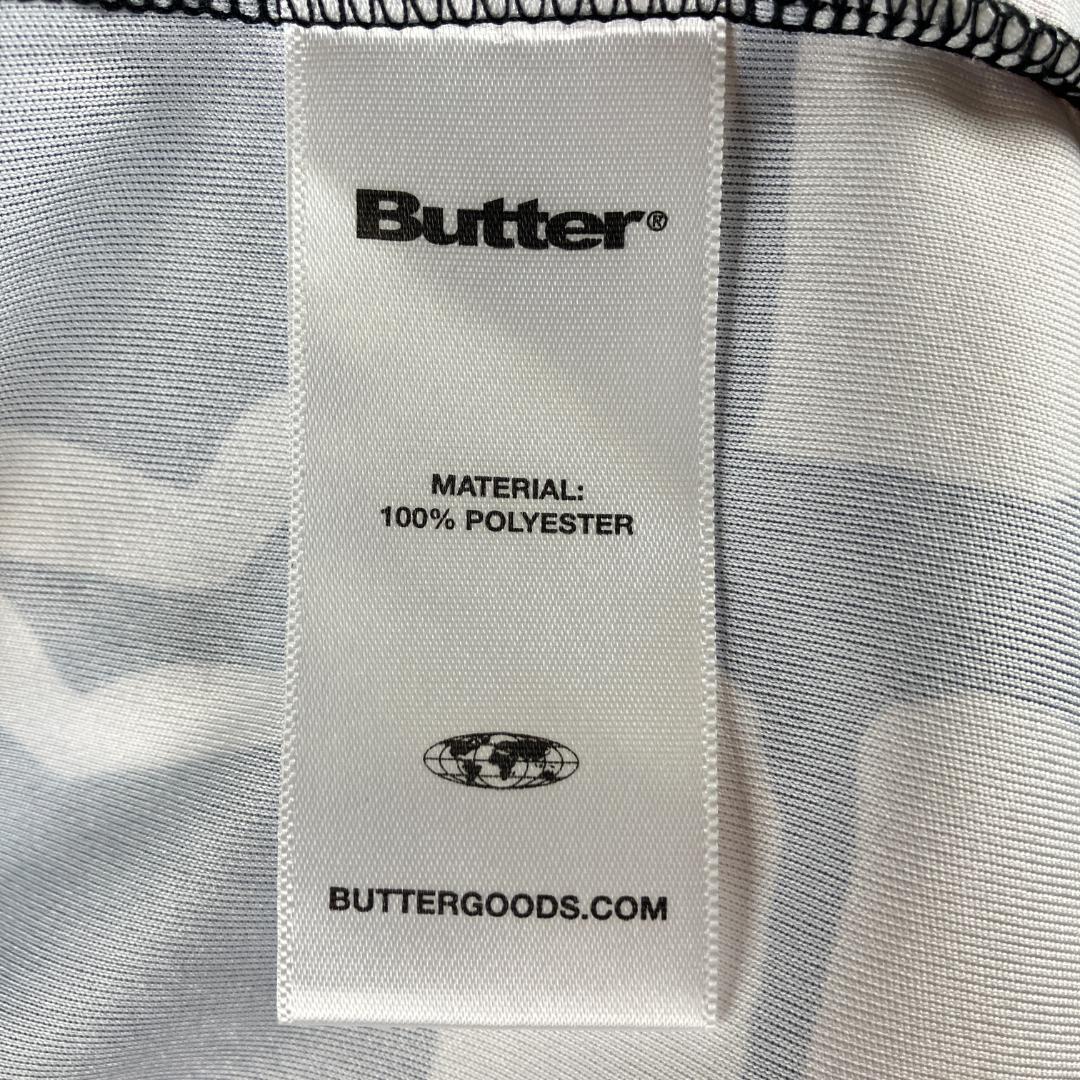 Butter®
MATERIAL:
100% POLYESTER
BUTTERGOODS.COM